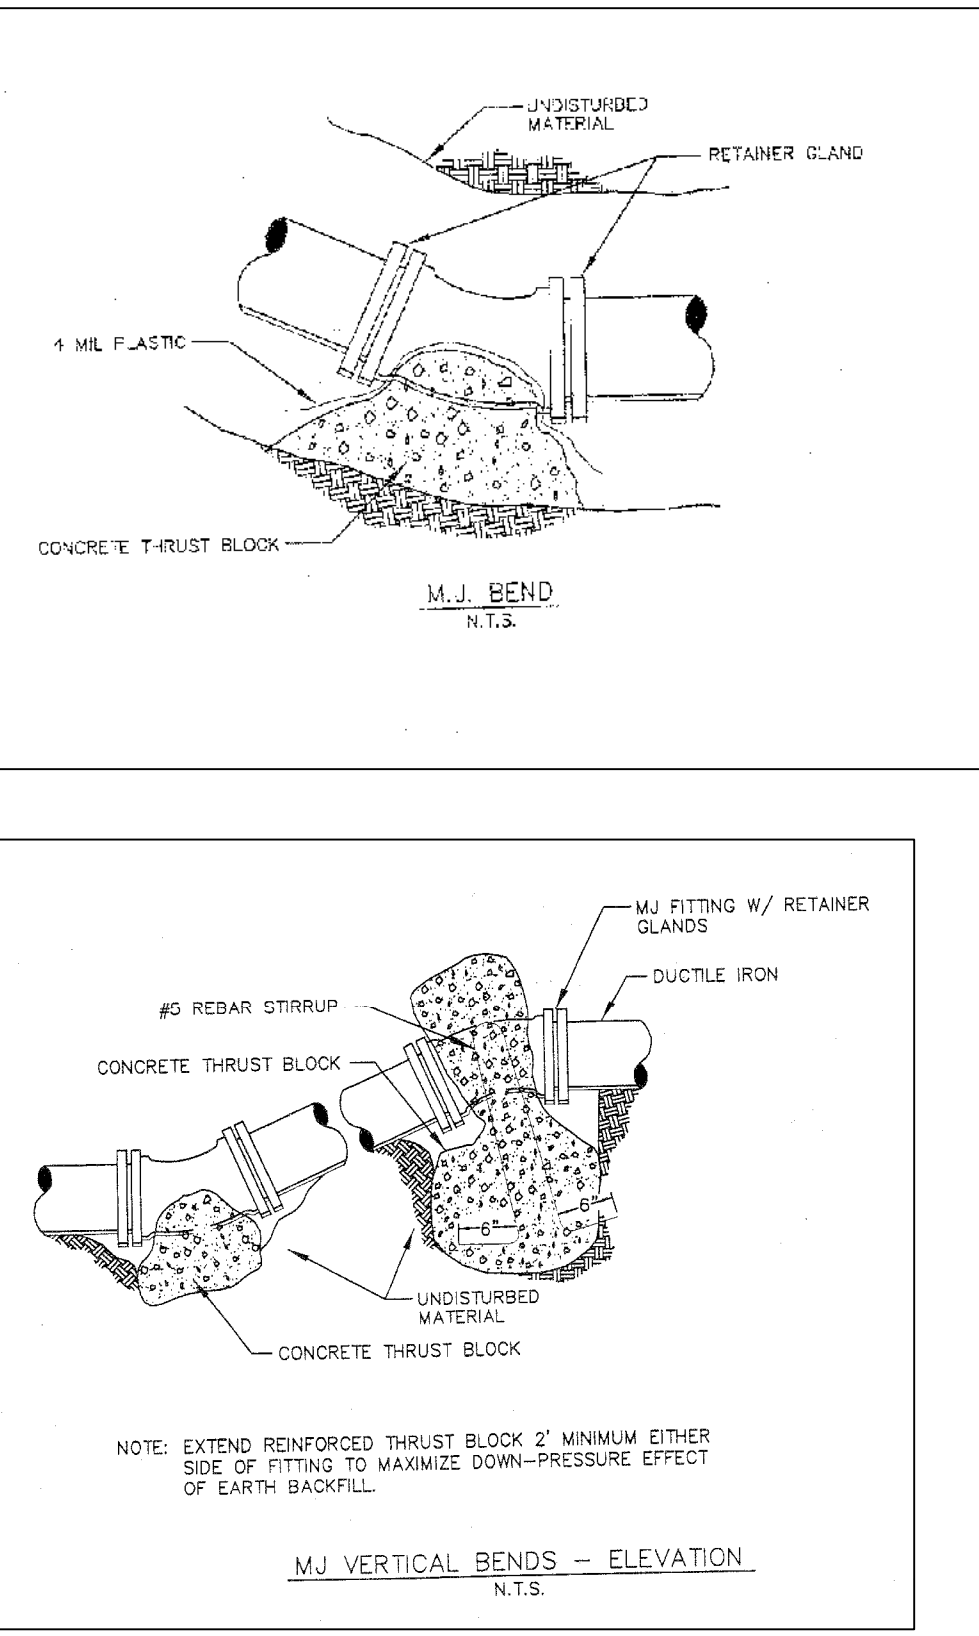 UNDISTURBED
MATERIAL
RETAINER GLAND
4 MIL PLASTIC
CONCRETE THRUST BLOCK
M.J. BEND
N.T.S.
MJ FITTING W/ RETAINER
GLANDS
DUCTILE IRON
#5 REBAR STIRRUP
CONCRETE THRUST BLOCK
6"
6"
UNDISTURBED
MATERIAL
CONCRETE THRUST BLOCK
NOTE: EXTEND REINFORCED THRUST BLOCK 2' MINIMUM EITHER
SIDE OF FITTING TO MAXIMIZE DOWN-PRESSURE EFFECT
OF EARTH BACKFILL.
MJ VERTICAL BENDS - ELEVATION
N.T.S.